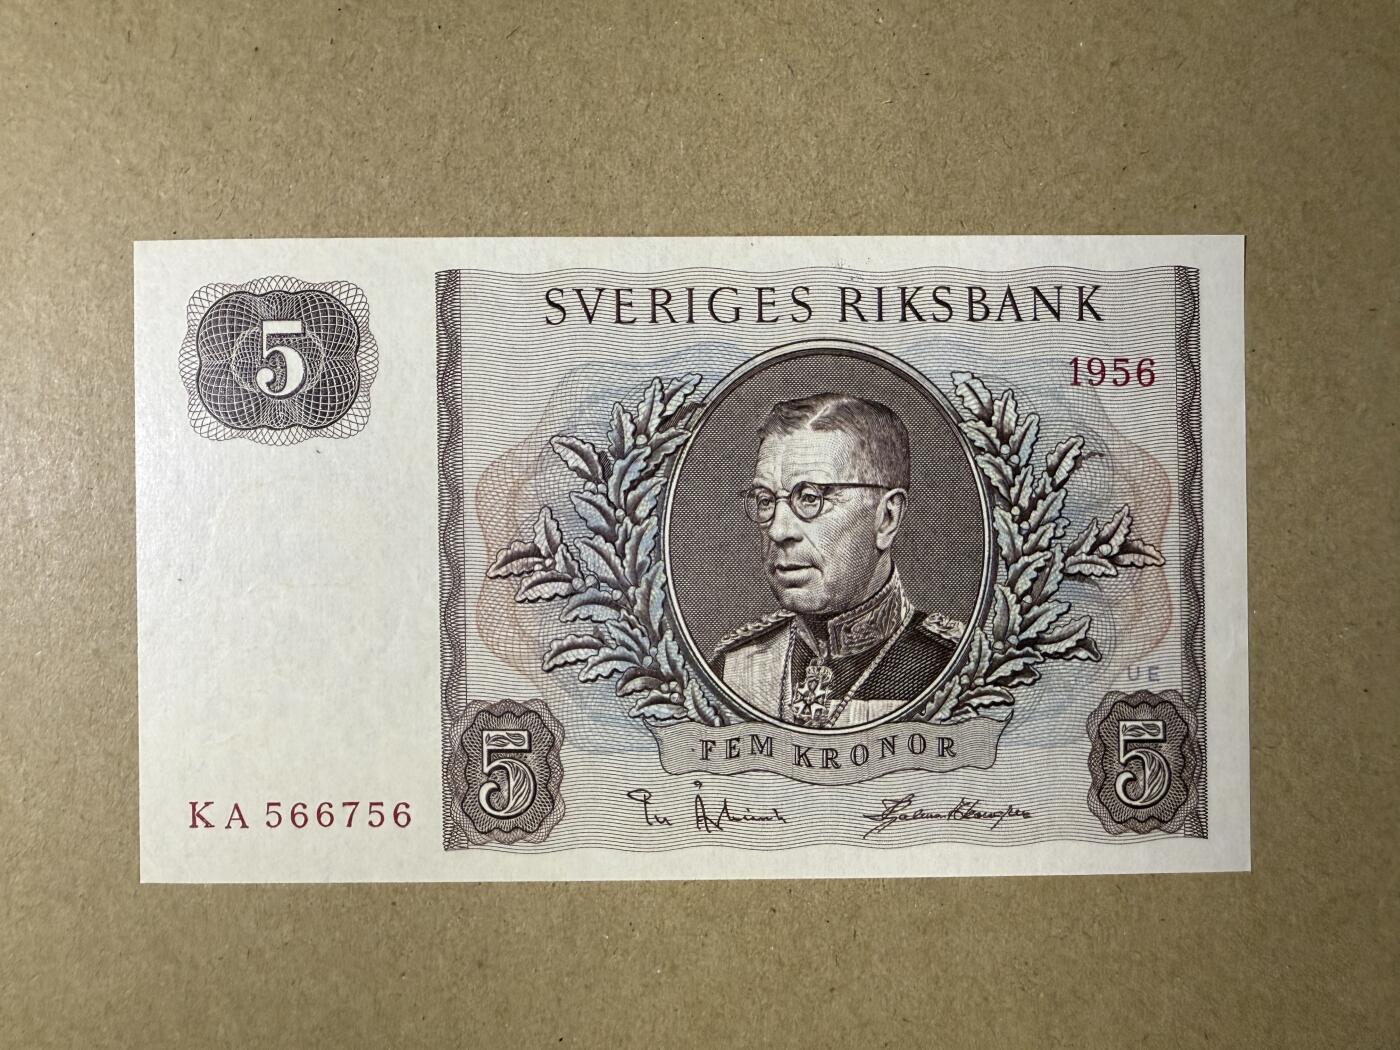 5
SVERIGES RIKSBANK
1956
UE
5
FEM KRONOR
5
KA 566756